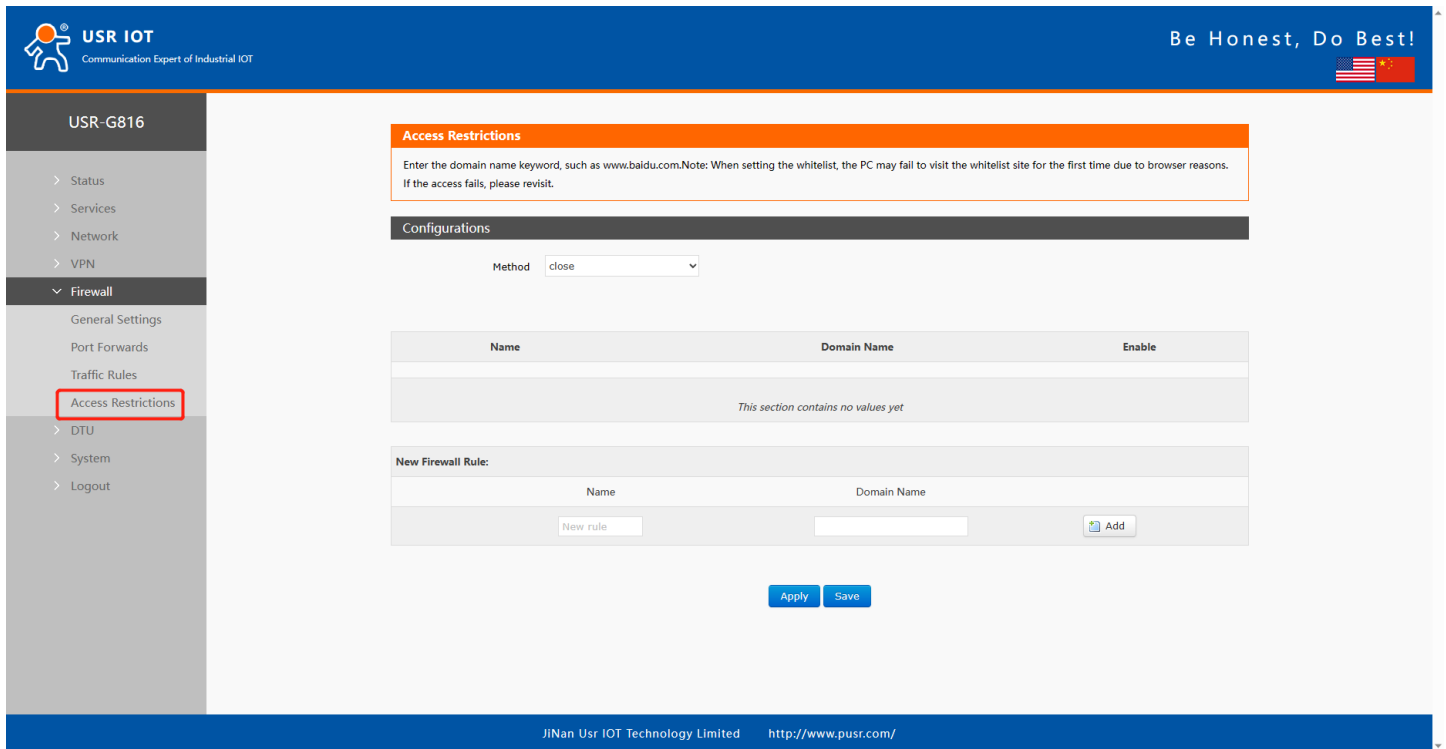 USR IOT
Communication Expert of Industrial IOT
Be Honest, Do Best!
USR-G816
Status
Services
Network
VPN
Firewall
General Settings
Port Forwards
Traffic Rules
Access Restrictions
DTU
System
Logout
Access Restrictions
Enter the domain name keyword, such as www.baidu.com.Note: When setting the whitelist, the PC may fail to visit the whitelist site for the first time due to browser reasons.
If the access fails, please revisit.
Configurations
Method close
Name Domain Name Enable
This section contains no values yet
New Firewall Rule:
Name Domain Name
New rule Add
Apply Save
JiNan Usr IOT Technology Limited http://www.pusr.com/